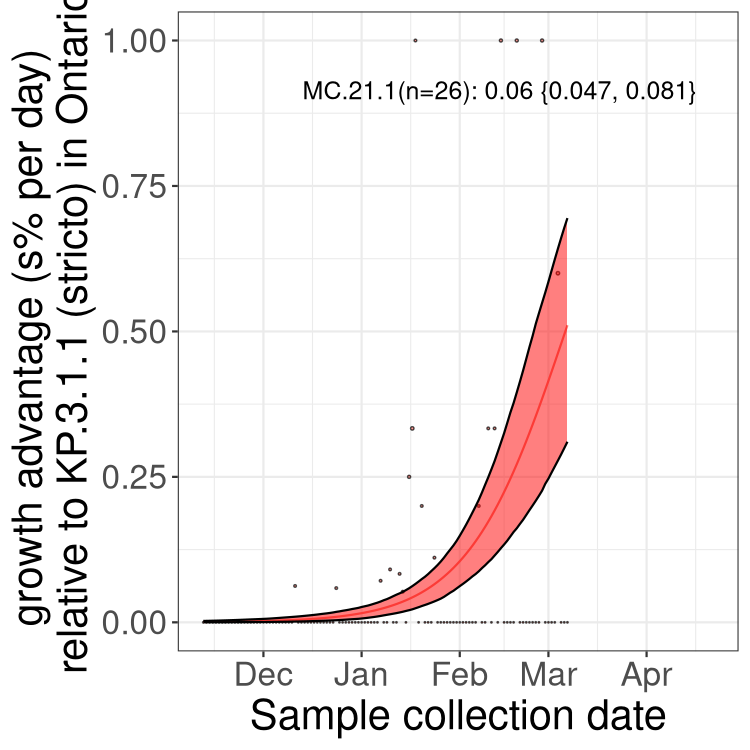 growth advantage (s% per day)
relative to KP.3.1.1 (stricto) in Ontario
1.00
0.75
0.50
0.25
0.00
MC.21.1(n=26): 0.06 {0.047, 0.081}
Dec Jan Feb Mar Apr
Sample collection date